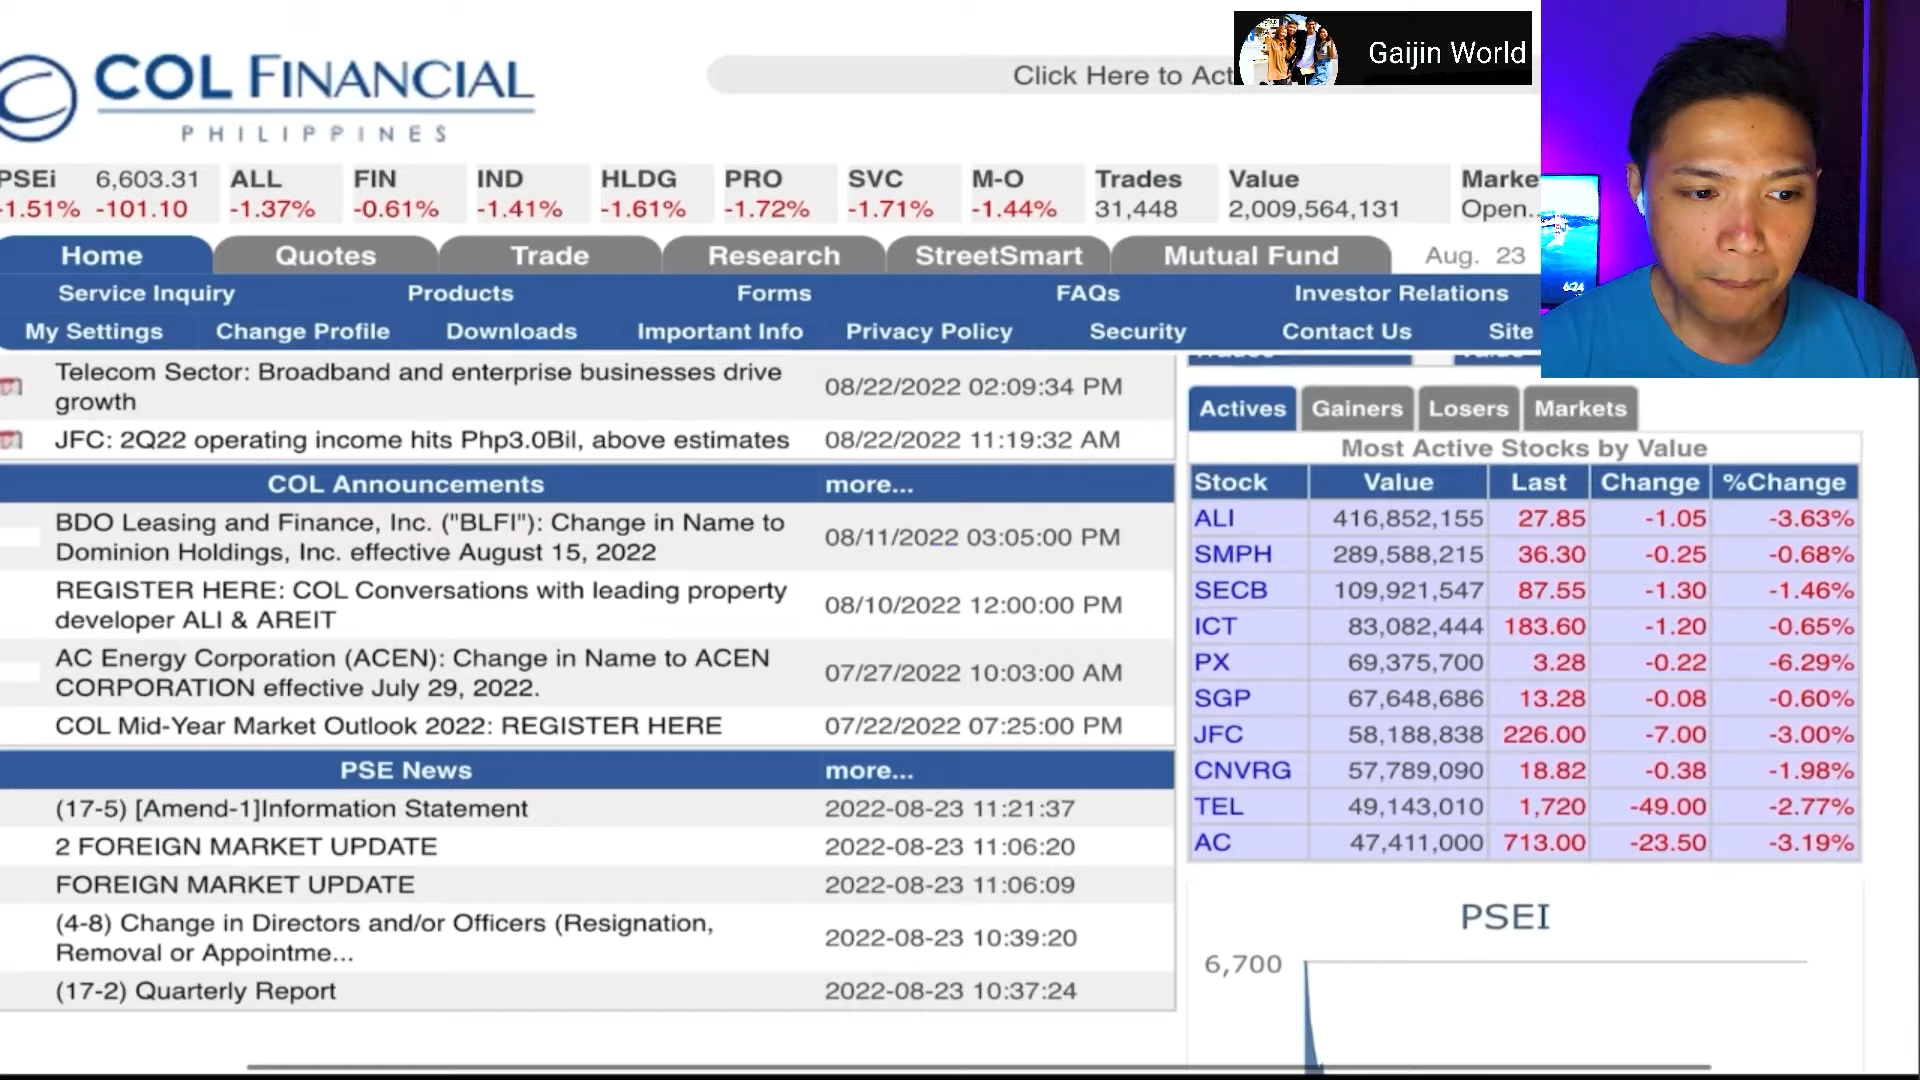 Gaijin World
COL FINANCIAL
PHILIPPINES
Click Here to Act
PSEi 6,603.31 ALL FIN IND HLDG PRO SVC M-O Trades Value Marke
-1.51% -101.10 -1.37% -0.61% -1.41% -1.61% -1.72% -1.71% -1.44% 31,448 2,009,564,131 Open..
Home Quotes Trade Research StreetSmart Mutual Fund Aug. 23
Service Inquiry Products Forms FAQs Investor Relations
My Settings Change Profile Downloads Important Info Privacy Policy Security Contact Us Site
6:24
Telecom Sector: Broadband and enterprise businesses drive
growth
08/22/2022 02:09:34 PM
JFC: 2Q22 operating income hits Php3.0Bil, above estimates 08/22/2022 11:19:32 AM
COL Announcements more...
BDO Leasing and Finance, Inc. ("BLFI"): Change in Name to
Dominion Holdings, Inc. effective August 15, 2022
08/11/2022 03:05:00 PM
REGISTER HERE: COL Conversations with leading property
developer ALI & AREIT
08/10/2022 12:00:00 PM
AC Energy Corporation (ACEN): Change in Name to ACEN
CORPORATION effective July 29, 2022.
07/27/2022 10:03:00 AM
COL Mid-Year Market Outlook 2022: REGISTER HERE 07/22/2022 07:25:00 PM
PSE News more...
(17-5) [Amend-1]Information Statement 2022-08-23 11:21:37
2 FOREIGN MARKET UPDATE 2022-08-23 11:06:20
FOREIGN MARKET UPDATE 2022-08-23 11:06:09
(4-8) Change in Directors and/or Officers (Resignation,
Removal or Appointme...
2022-08-23 10:39:20
(17-2) Quarterly Report 2022-08-23 10:37:24
Actives Gainers Losers Markets
Most Active Stocks by Value
Stock Value Last Change %Change
ALI 416,852,155 27.85 -1.05 -3.63%
SMPH 289,588,215 36.30 -0.25 -0.68%
SECB 109,921,547 87.55 -1.30 -1.46%
ICT 83,082,444 183.60 -1.20 -0.65%
PX 69,375,700 3.28 -0.22 -6.29%
SGP 67,648,686 13.28 -0.08 -0.60%
JFC 58,188,838 226.00 -7.00 -3.00%
CNVRG 57,789,090 18.82 -0.38 -1.98%
TEL 49,143,010 1,720 -49.00 -2.77%
AC 47,411,000 713.00 -23.50 -3.19%
PSEI
6,700